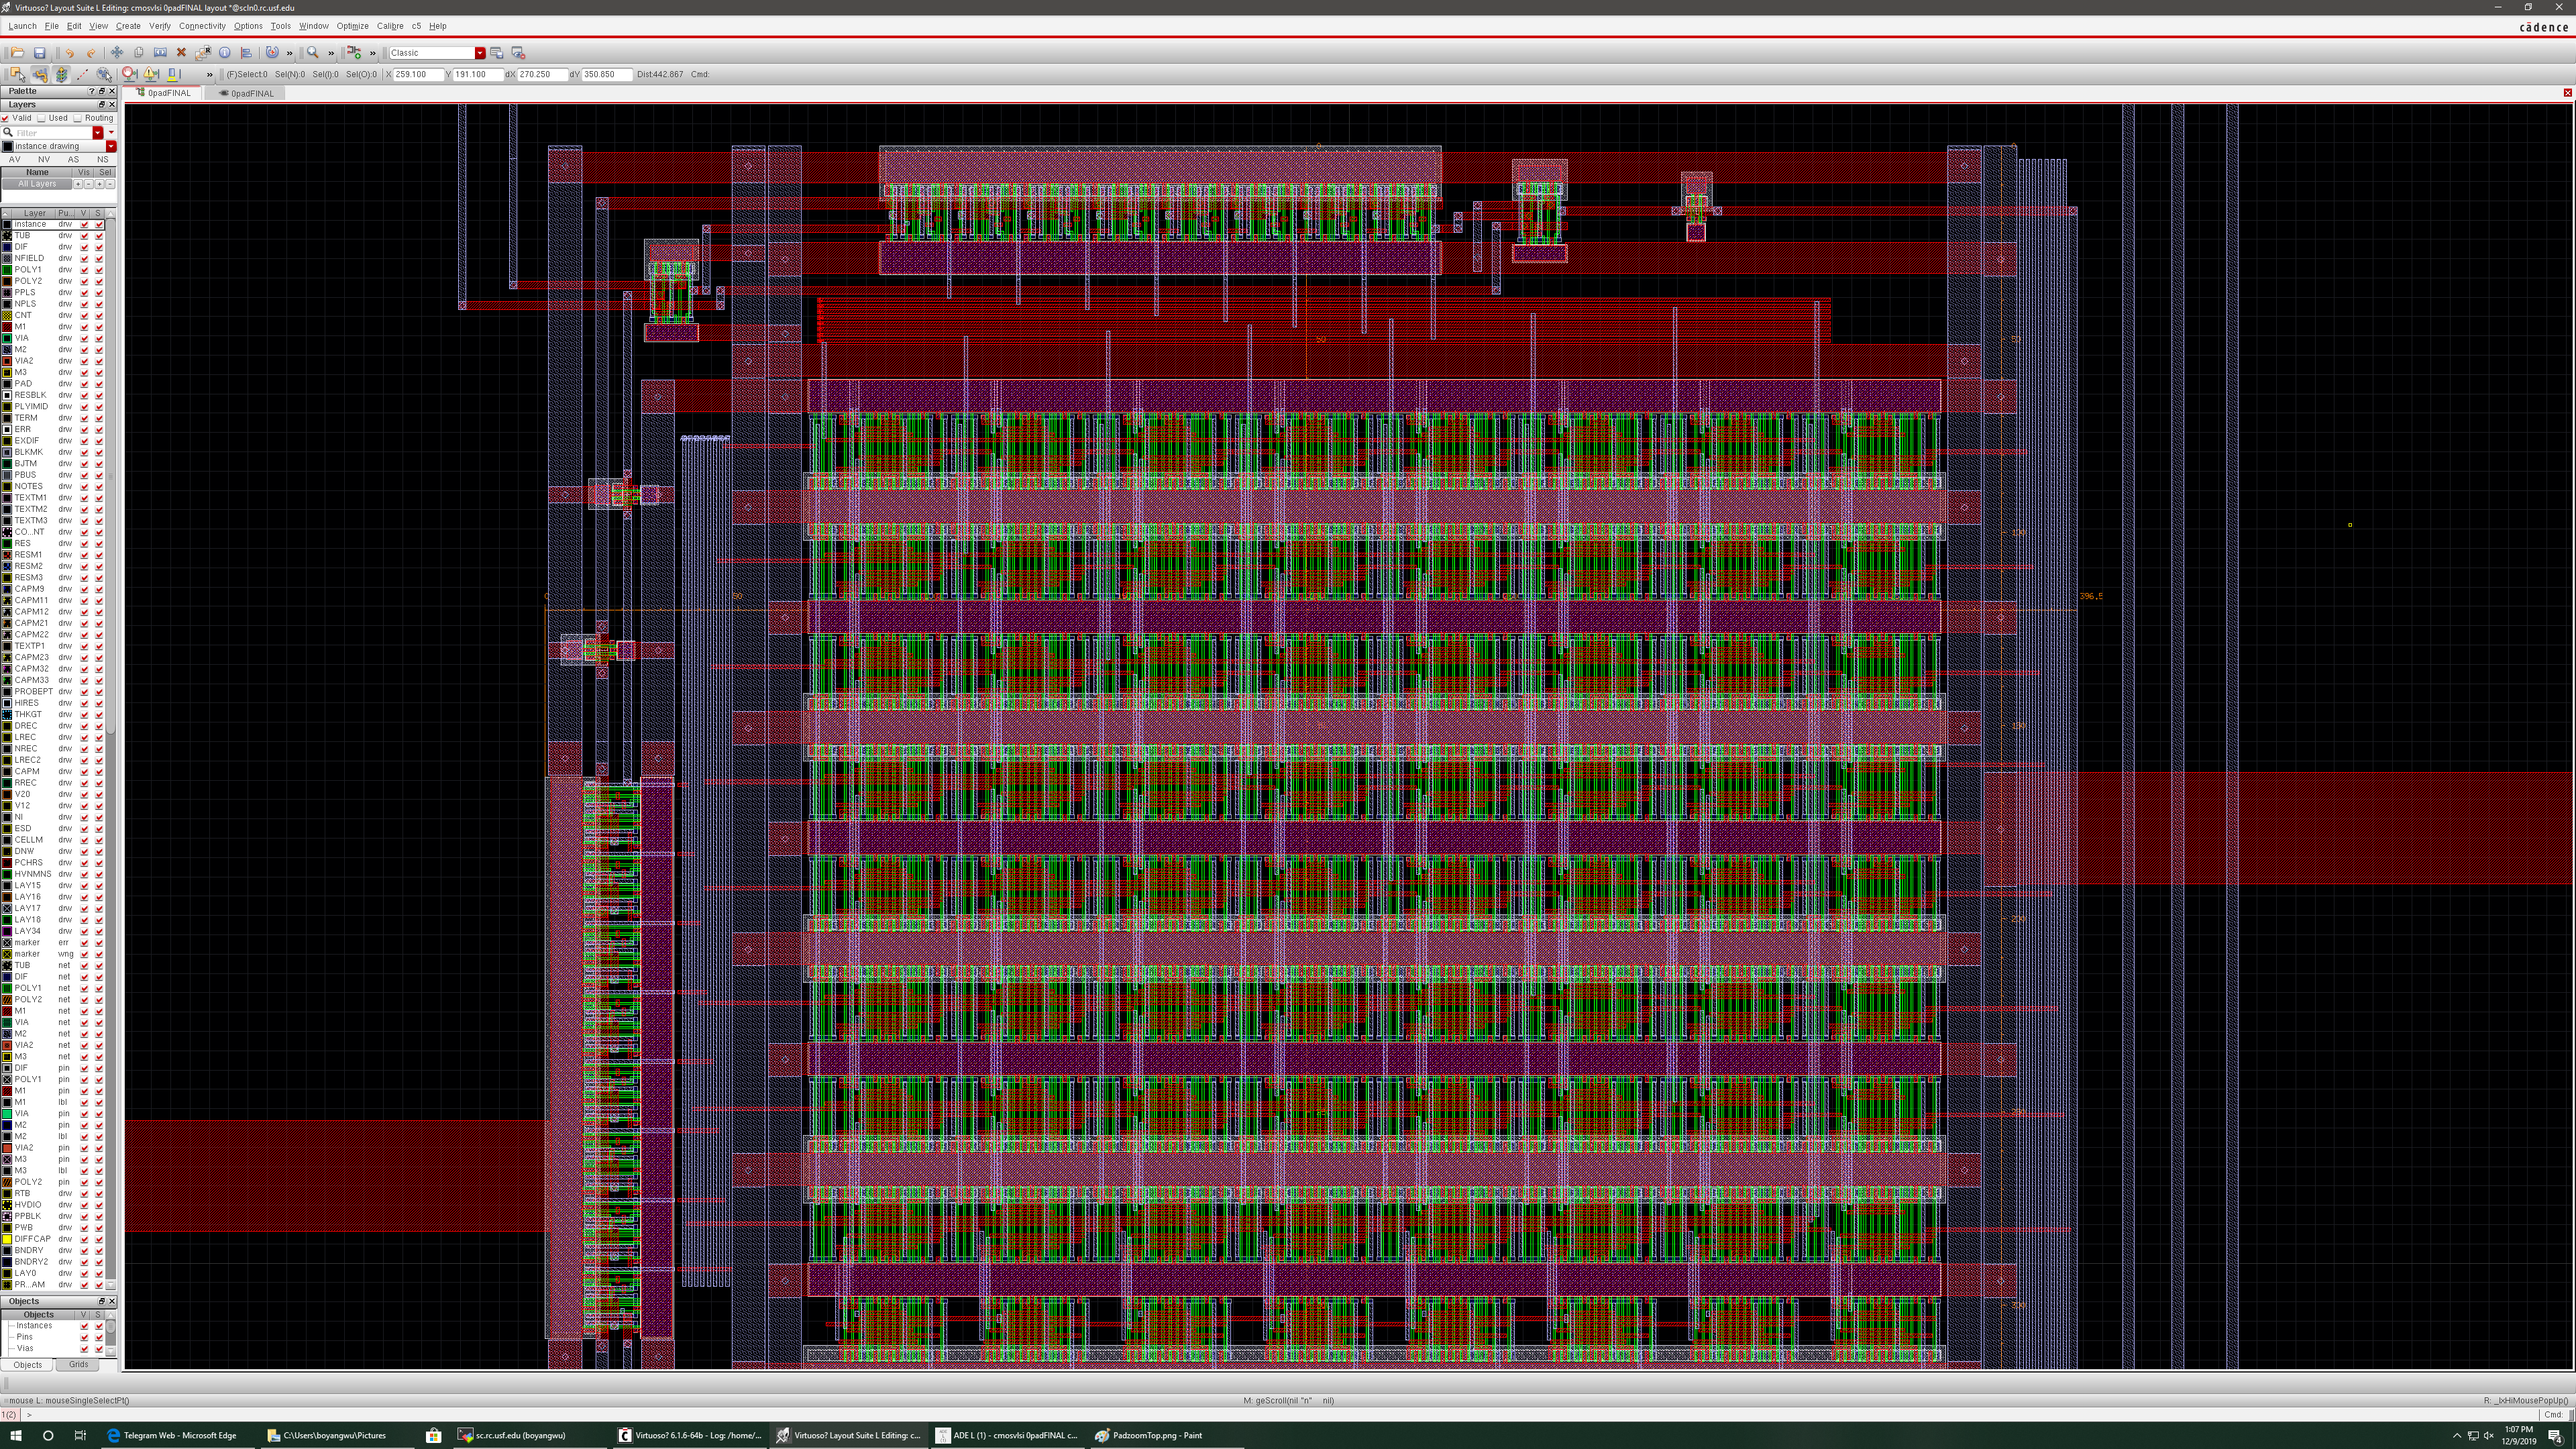 Virtuoso? Layout Suite L Editing: cmosvlsi 0padFINAL layout *@scln0.rc.usf.edu
Launch File Edit View Create Verify Connectivity Options Tools Window Optimize Calibre c5 Help
cādence
Classic
(F)Select:0 Sel(N):0 Sel(I):0 Sel(O):0 X 259.100 Y 191.100 dX 270.250 dY 350.850 Dist:442.867 Cmd:
Palette
0padFINAL 0padFINAL
Layers
Valid Used Routing
Filter
instance drawing
AV NV AS NS
Name Vis Sel
All Layers
Layer Pu... V S
instance drw
TUB drw
DIF drw
NFIELD drw
POLY1 drw
POLY2 drw
PPLS drw
NPLS drw
CNT drw
M1 drw
VIA drw
M2 drw
VIA2 drw
M3 drw
PAD drw
RESBLK drw
PLYIMID drw
TERM drw
ERR drw
EXDIF drw
BLKMK drw
BJTM drw
PBUS drw
NOTES drw
TEXTM1 drw
TEXTM2 drw
TEXTM3 drw
CO...NT drw
RES drw
RESM1 drw
RESM2 drw
RESM3 drw
CAPM9 drw
CAPM11 drw
CAPM12 drw
CAPM21 drw
CAPM22 drw
TEXTP1 drw
CAPM23 drw
CAPM32 drw
CAPM33 drw
PROBEPT drw
HIRES drw
THKGT drw
DREC drw
LREC drw
NREC drw
LREC2 drw
CAPM drw
RREC drw
V20 drw
V12 drw
NI drw
ESD drw
CELLM drw
DNW drw
PCHRS drw
HVNMNS drw
LAY15 drw
LAY16 drw
LAY17 drw
LAY18 drw
LAY34 drw
marker err
marker wng
TUB net
DIF net
POLY1 net
POLY2 net
M1 net
VIA net
M2 net
VIA2 net
M3 net
DIF pin
POLY1 pin
M1 pin
M1 lbl
VIA pin
M2 pin
M2 lbl
VIA2 pin
M3 pin
M3 lbl
POLY2 pin
RTB drw
HVDIO drw
PPBLK drw
PWB drw
DIFFCAP drw
BNDRY drw
BNDRY2 drw
LAY0 drw
PR...AM drw
Objects
Objects V S
Instances
Pins
Vias
Objects Grids
0
50
50
100
396.5
150
200
250
300
mouse L: mouseSingleSelectPt() M: geScroll(nil "n" nil) R: _lxHiMousePopUp()
1(2) > Cmd:
Telegram Web - Microsoft Edge C:\Users\boyangwu\Pictures sc.rc.usf.edu (boyangwu) Virtuoso? 6.1.6-64b - Log: /home/... Virtuoso? Layout Suite L Editing: c... ADE L (1) - cmosvlsi 0padFINAL c... PadzoomTop.png - Paint
1:07 PM
12/9/2019